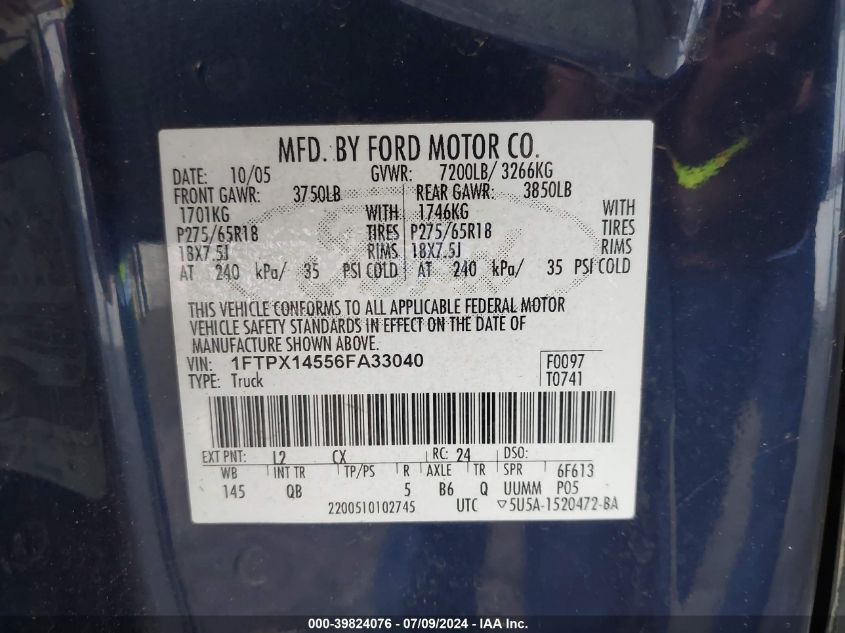 MFD. BY FORD MOTOR CO.
DATE: 10/05 GVWR: 7200LB/ 3266KG
FRONT GAWR: 3750LB REAR GAWR: 3850LB
1701KG WITH 1746KG WITH
P275/65R18 TIRES P275/65R18 TIRES
18X7.5J RIMS 18X7.5J RIMS
AT 240 kPa/ 35 PSI COLD AT 240 kPa/ 35 PSI COLD
THIS VEHICLE CONFORMS TO ALL APPLICABLE FEDERAL MOTOR
VEHICLE SAFETY STANDARDS IN EFFECT ON THE DATE OF
MANUFACTURE SHOWN ABOVE.
VIN: 1FTPX14556FA33040 F0097
TYPE: Truck T0741
EXT PNT: L2 CX RC: 24 DSO:
WB INT TR TP/PS R AXLE TR SPR 6F613
145 QB 5 B6 Q UUMM P05
2200510102745 UTC ▽5U5A-1520472-BA
000-39824076 / 07/09/2024 - IAA Inc.